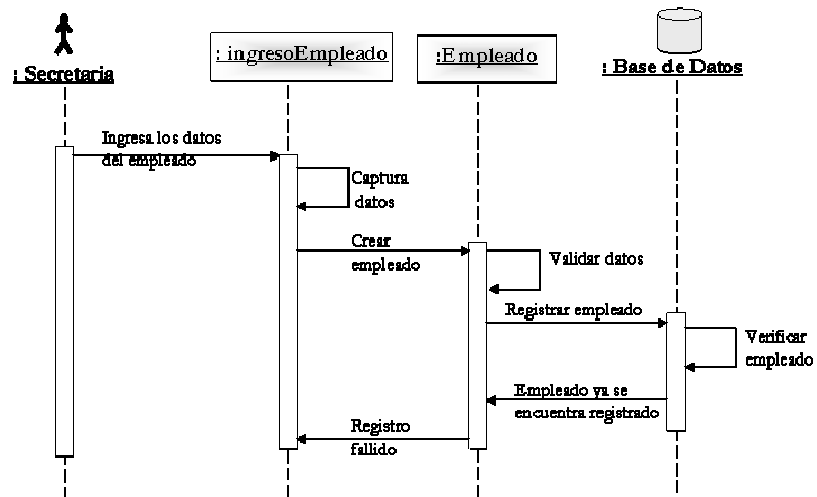 : Secretaria
: ingresoEmpleado
:Empleado
: Base de Datos
Ingresa los datos
del empleado
Captura
datos
Crear
empleado
Validar datos
Registrar empleado
Verificar
empleado
Empleado ya se
encuentra registrado
Registro
fallido